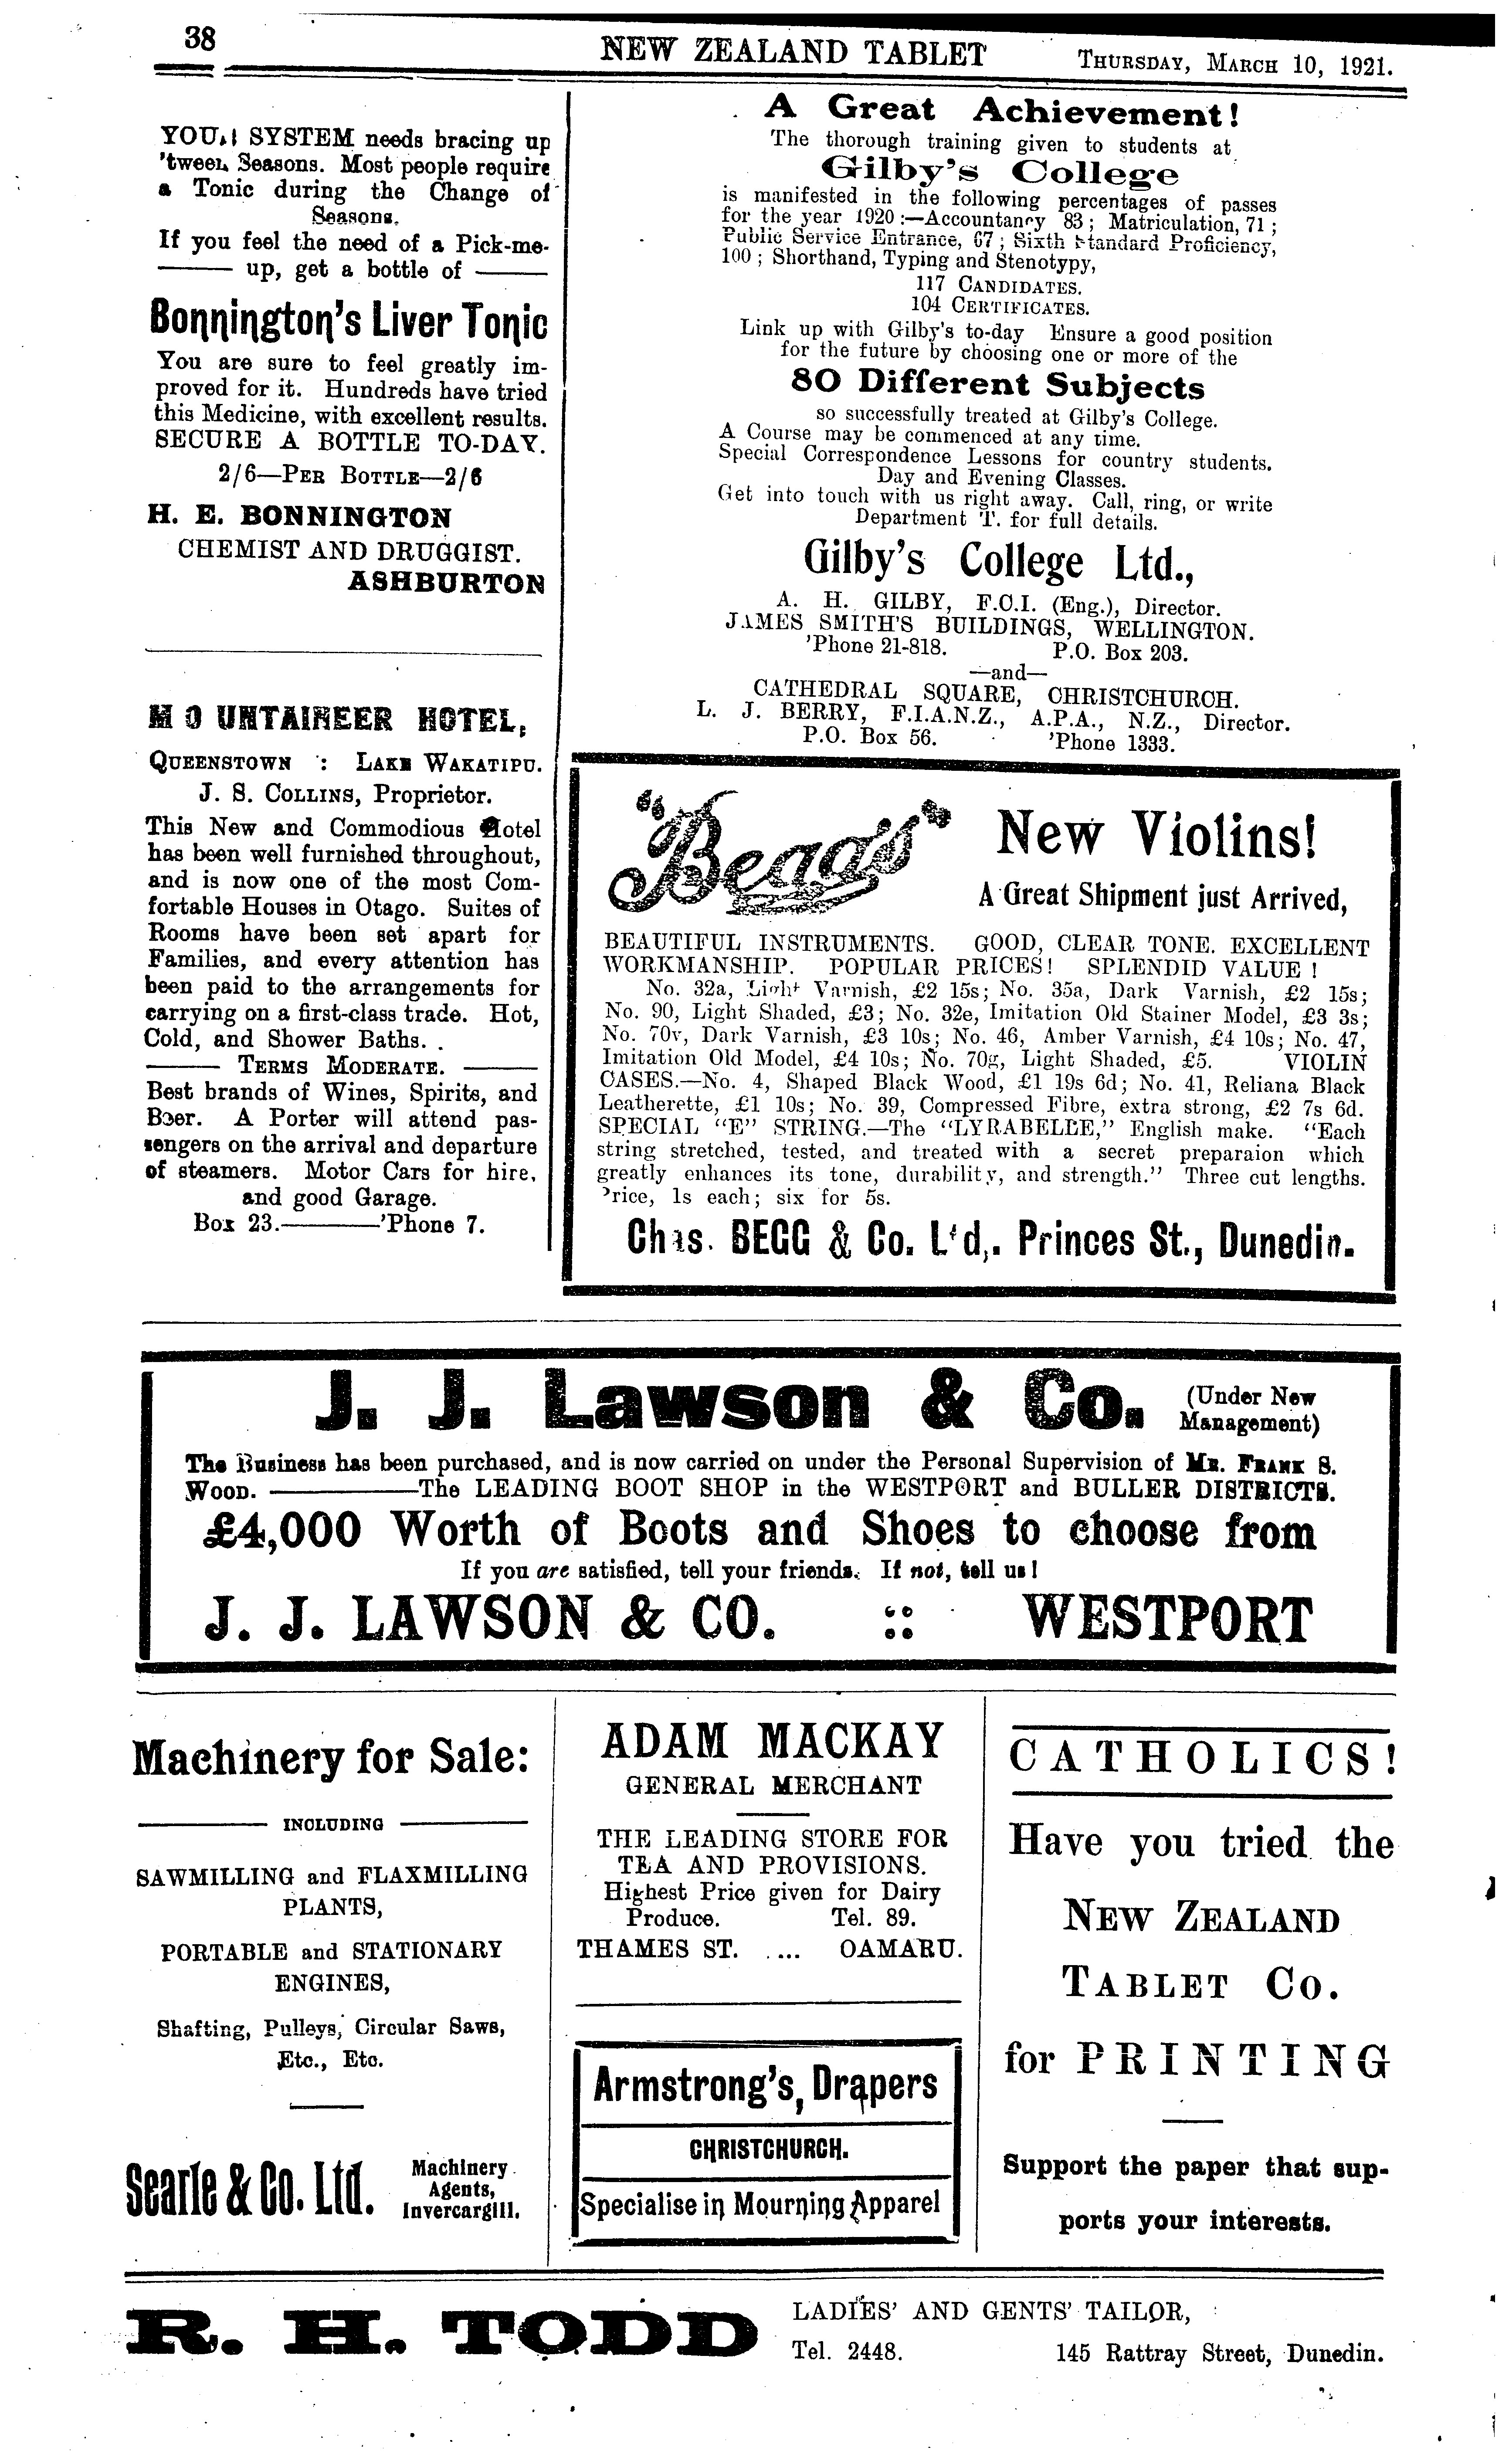 38
NEW ZEALAND TABLET
THURSDAY, MARCH 10, 1921.
YOUR SYSTEM needs bracing up
'tween Seasons. Most people require
a Tonic during the Change of
Seasons.
If you feel the need of a Pick-me-
up, get a bottle of
Bonnington's Liver Tonic
You are sure to feel greatly im-
proved for it. Hundreds have tried
this Medicine, with excellent results.
SECURE A BOTTLE TO-DAY.
2/6—PER BOTTLE—2/6
H. E. BONNINGTON
CHEMIST AND DRUGGIST.
ASHBURTON
MOUNTAINEER HOTEL,
QUEENSTOWN : LAKE WAKATIPU.
J. S. COLLINS, Proprietor.
This New and Commodious Hotel
has been well furnished throughout,
and is now one of the most Com-
fortable Houses in Otago. Suites of
Rooms have been set apart for
Families, and every attention has
been paid to the arrangements for
carrying on a first-class trade. Hot,
Cold, and Shower Baths.
TERMS MODERATE.
Best brands of Wines, Spirits, and
Beer. A Porter will attend pas-
sengers on the arrival and departure
of steamers. Motor Cars for hire,
and good Garage.
Box 23.———'Phone 7.
A Great Achievement!
The thorough training given to students at
Gilby's College
is manifested in the following percentages of passes
for the year 1920:—Accountancy 83; Matriculation, 71;
Public Service Entrance, 67; Sixth Standard Proficiency,
100; Shorthand, Typing and Stenotypy,
117 CANDIDATES.
104 CERTIFICATES.
Link up with Gilby's to-day Ensure a good position
for the future by choosing one or more of the
80 Different Subjects
so successfully treated at Gilby's College.
A Course may be commenced at any time.
Special Correspondence Lessons for country students.
Day and Evening Classes.
Get into touch with us right away. Call, ring, or write
Department T. for full details.
Gilby's College Ltd.,
A. H. GILBY, F.C.I. (Eng.), Director.
JAMES SMITH'S BUILDINGS, WELLINGTON.
'Phone 21-818. P.O. Box 203.
—and—
CATHEDRAL SQUARE, CHRISTCHURCH.
L. J. BERRY, F.I.A.N.Z., A.P.A., N.Z., Director.
P.O. Box 56. 'Phone 1333.
"Begg's"
New Violins!
A Great Shipment just Arrived,
BEAUTIFUL INSTRUMENTS. GOOD, CLEAR TONE. EXCELLENT
WORKMANSHIP. POPULAR PRICES! SPLENDID VALUE!
No. 32a, Light Varnish, £2 15s; No. 35a, Dark Varnish, £2 15s;
No. 90, Light Shaded, £3; No. 32e, Imitation Old Stainer Model, £3 3s;
No. 70v, Dark Varnish, £3 10s; No. 46, Amber Varnish, £4 10s; No. 47,
Imitation Old Model, £4 10s; No. 70g, Light Shaded, £5. VIOLIN
CASES.—No. 4, Shaped Black Wood, £1 19s 6d; No. 41, Reliana Black
Leatherette, £1 10s; No. 39, Compressed Fibre, extra strong, £2 7s 6d.
SPECIAL "E" STRING.—The "LYRABELLE," English make. "Each
string stretched, tested, and treated with a secret preparaion which
greatly enhances its tone, durability, and strength." Three cut lengths.
Price, 1s each; six for 5s.
Chas. BEGG & Co. Ltd,. Princes St., Dunedin.
J. J. Lawson & Co.
(Under New
Management)
The Business has been purchased, and is now carried on under the Personal Supervision of MR. FRANK S.
WOOD. ———The LEADING BOOT SHOP in the WESTPORT and BULLER DISTRICTS.
£4,000 Worth of Boots and Shoes to choose from
If you are satisfied, tell your friends. If not, tell us!
J. J. LAWSON & CO. :: WESTPORT
Machinery for Sale:
INCLUDING
SAWMILLING and FLAXMILLING
PLANTS,
PORTABLE and STATIONARY
ENGINES,
Shafting, Pulleys, Circular Saws,
Etc., Etc.
Searle & Co. Ltd.
Machinery
Agents,
Invercargill.
ADAM MACKAY
GENERAL MERCHANT
THE LEADING STORE FOR
TEA AND PROVISIONS.
Highest Price given for Dairy
Produce. Tel. 89.
THAMES ST. .... OAMARU.
Armstrong's, Drapers
CHRISTCHURCH.
Specialise in Mourning Apparel
CATHOLICS!
Have you tried the
NEW ZEALAND
TABLET CO.
for PRINTING
Support the paper that sup-
ports your interests.
R. H. TODD
LADIES' AND GENTS' TAILOR,
Tel. 2448. 145 Rattray Street, Dunedin.